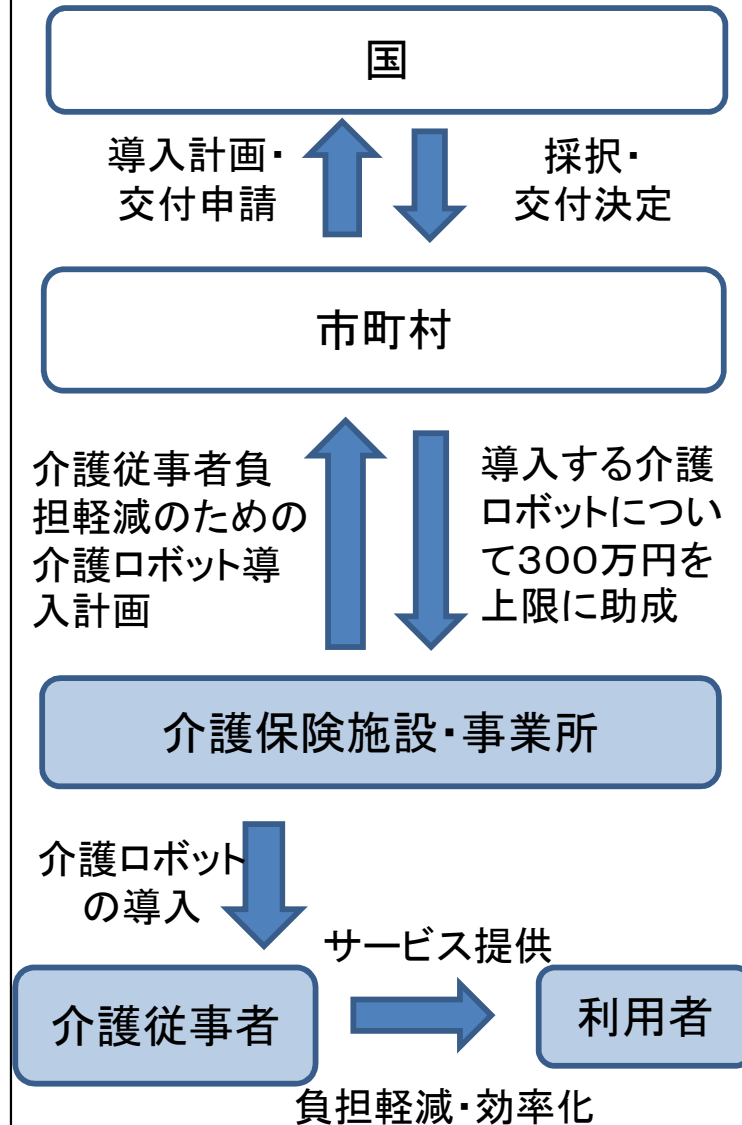 国
導入計画・
交付申請
採択・
交付決定
市町村
介護従事者負
担軽減のための
介護ロボット導
入計画
導入する介護
ロボットについ
て300万円を
上限に助成
介護保険施設・事業所
介護ロボット
の導入
サービス提供
介護従事者
利用者
負担軽減・効率化